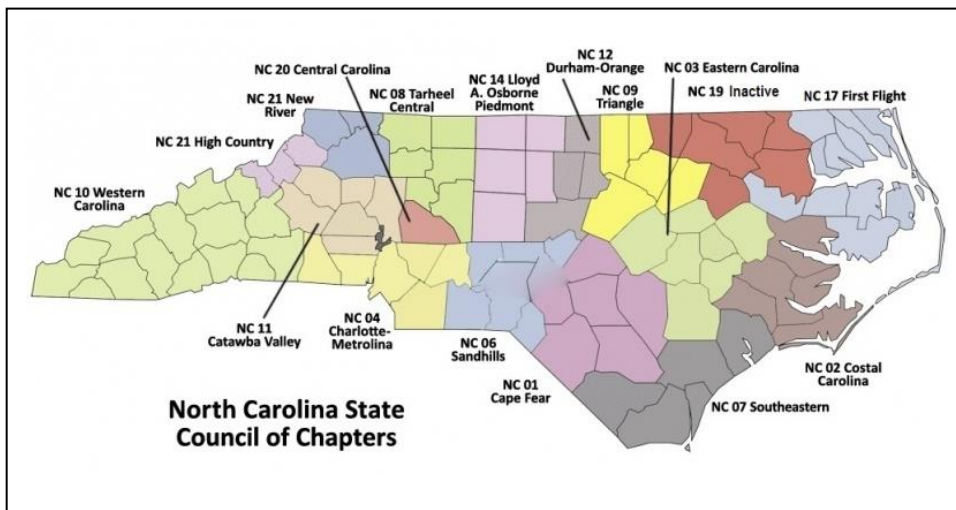 NC 12
Durham-Orange
NC 20 Central Carolina
NC 14 Lloyd
A. Osborne
Piedmont
NC 03 Eastern Carolina
NC 21 New
River
NC 08 Tarheel
Central
NC 09
Triangle
NC 19 Inactive
NC 17 First Flight
NC 21 High Country
NC 10 Western
Carolina
NC 11
Catawba Valley
NC 04
Charlotte-
Metrolina
NC 06
Sandhills
NC 01
Cape Fear
NC 02 Costal
Carolina
NC 07 Southeastern
North Carolina State
Council of Chapters